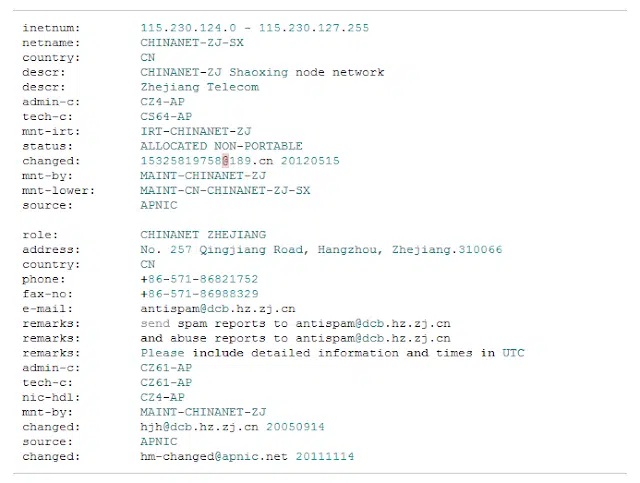 inetnum: 115.230.124.0 - 115.230.127.255
netname: CHINANET-ZJ-SX
country: CN
descr: CHINANET-ZJ Shaoxing node network
descr: Zhejiang Telecom
admin-c: CZ4-AP
tech-c: CS64-AP
mnt-irt: IRT-CHINANET-ZJ
status: ALLOCATED NON-PORTABLE
changed: 15325819758@189.cn 20120515
mnt-by: MAINT-CHINANET-ZJ
mnt-lower: MAINT-CN-CHINANET-ZJ-SX
source: APNIC
role: CHINANET ZHEJIANG
address: No. 257 Qingjiang Road, Hangzhou, Zhejiang.310066
country: CN
phone: +86-571-86821752
fax-no: +86-571-86988329
e-mail: antispam@dcb.hz.zj.cn
remarks: send spam reports to antispam@dcb.hz.zj.cn
remarks: and abuse reports to antispam@dcb.hz.zj.cn
remarks: Please include detailed information and times in UTC
admin-c: CZ61-AP
tech-c: CZ61-AP
nic-hdl: CZ4-AP
mnt-by: MAINT-CHINANET-ZJ
changed: hjh@dcb.hz.zj.cn 20050914
source: APNIC
changed: hm-changed@apnic.net 20111114